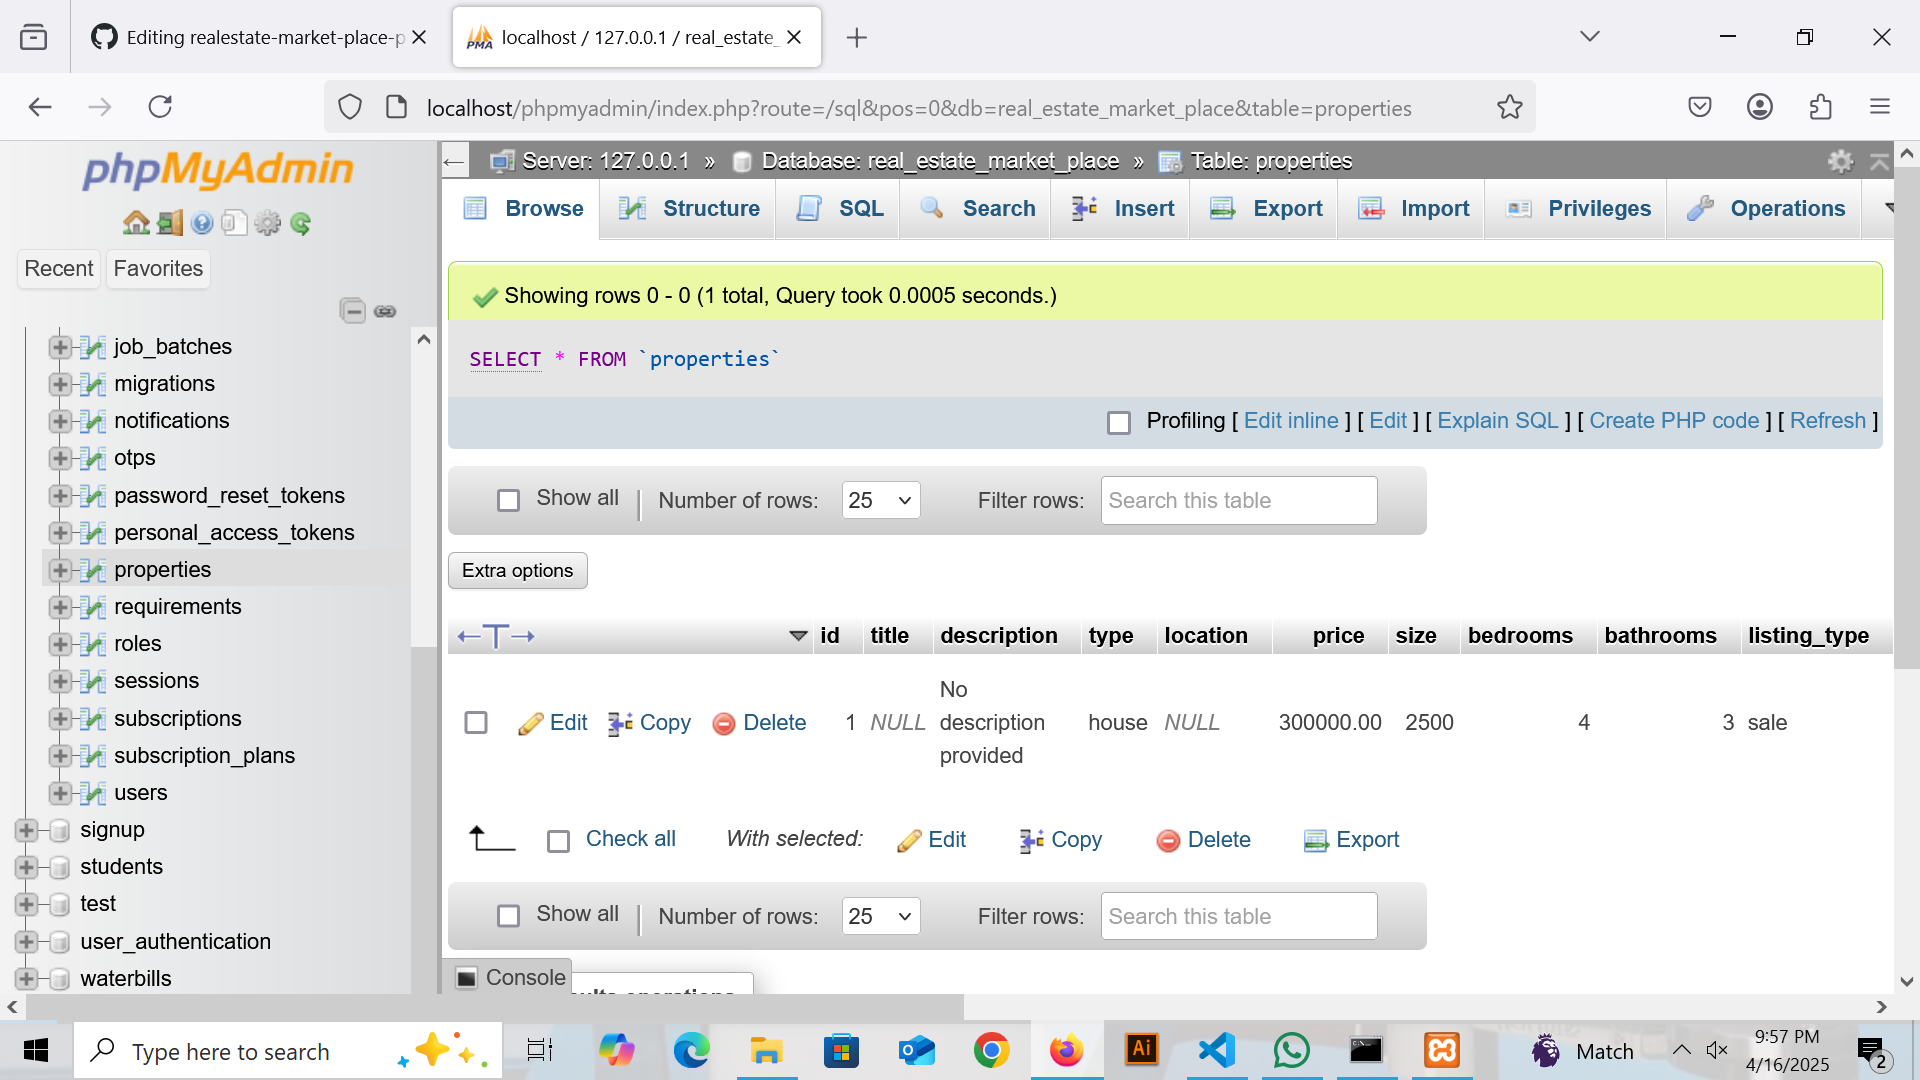 Editing realestate-market-place-p
PMA
localhost / 127.0.0.1 / real_estate_
localhost/phpmyadmin/index.php?route=/sql&pos=0&db=real_estate_market_place&table=properties
phpMyAdmin
Recent
Favorites
job_batches
migrations
notifications
otps
password_reset_tokens
personal_access_tokens
properties
requirements
roles
sessions
subscriptions
subscription_plans
users
signup
students
test
user_authentication
waterbills
Server: 127.0.0.1 » Database: real_estate_market_place » Table: properties
Browse Structure SQL Search Insert Export Import Privileges Operations
Showing rows 0 - 0 (1 total, Query took 0.0005 seconds.)
SELECT * FROM `properties`
Profiling [ Edit inline ] [ Edit ] [ Explain SQL ] [ Create PHP code ] [ Refresh ]
Show all | Number of rows: 25 Filter rows: Search this table
Extra options
←T→ id title description type location price size bedrooms bathrooms listing_type
Edit Copy Delete 1 NULL No description provided house NULL 300000.00 2500 4 3 sale
Check all With selected: Edit Copy Delete Export
Show all | Number of rows: 25 Filter rows: Search this table
Console
Type here to search
Ai
Match
9:57 PM
4/16/2025
2